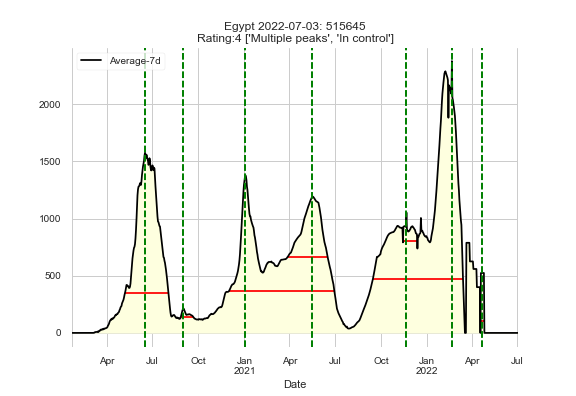 Egypt 2022-07-03: 515645
Rating:4 ['Multiple peaks', 'In control']
Average-7d
2000
1500
1000
500
0
Apr Jul Oct Jan Apr Jul Oct Jan Apr Jul
2021 2022
Date